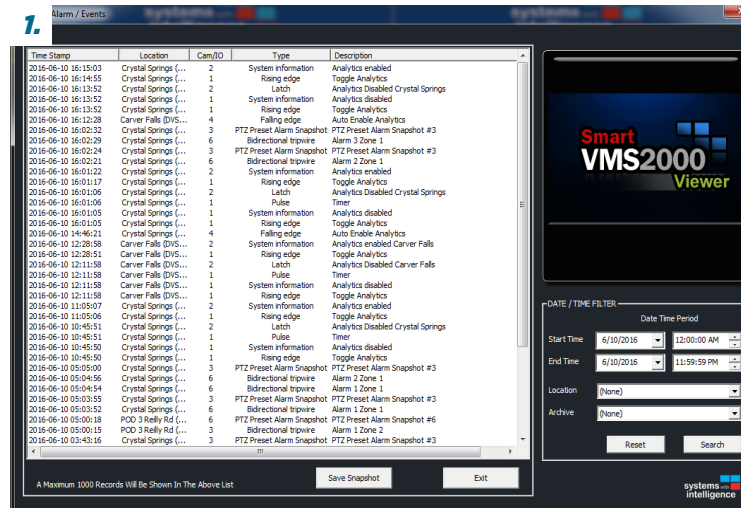 Alarm / Events
1.
Time Stamp Location Cam/IO Type Description
2016-06-10 16:15:03 Crystal Springs (... 2 System information Analytics enabled
2016-06-10 16:14:55 Crystal Springs (... 1 Rising edge Toggle Analytics
2016-06-10 16:13:52 Crystal Springs (... 2 Latch Analytics Disabled Crystal Springs
2016-06-10 16:13:52 Crystal Springs (... 1 System information Analytics disabled
2016-06-10 16:13:52 Crystal Springs (... 1 Rising edge Toggle Analytics
2016-06-10 16:12:28 Carver Falls (DVS... 4 Falling edge Auto Enable Analytics
2016-06-10 16:02:32 Crystal Springs (... 3 PTZ Preset Alarm Snapshot PTZ Preset Alarm Snapshot #3
2016-06-10 16:02:29 Crystal Springs (... 6 Bidirectional tripwire Alarm 3 Zone 1
2016-06-10 16:02:24 Crystal Springs (... 3 PTZ Preset Alarm Snapshot PTZ Preset Alarm Snapshot #3
2016-06-10 16:02:21 Crystal Springs (... 6 Bidirectional tripwire Alarm 2 Zone 1
2016-06-10 16:01:22 Crystal Springs (... 2 System information Analytics enabled
2016-06-10 16:01:17 Crystal Springs (... 1 Rising edge Toggle Analytics
2016-06-10 16:01:06 Crystal Springs (... 2 Latch Analytics Disabled Crystal Springs
2016-06-10 16:01:06 Crystal Springs (... 1 Pulse Timer
2016-06-10 16:01:05 Crystal Springs (... 1 System information Analytics disabled
2016-06-10 16:01:05 Crystal Springs (... 1 Rising edge Toggle Analytics
2016-06-10 14:46:21 Crystal Springs (... 4 Falling edge Auto Enable Analytics
2016-06-10 12:28:58 Carver Falls (DVS... 2 System information Analytics enabled Carver Falls
2016-06-10 12:28:51 Carver Falls (DVS... 1 Rising edge Toggle Analytics
2016-06-10 12:11:58 Carver Falls (DVS... 2 Latch Analytics Disabled Carver Falls
2016-06-10 12:11:58 Carver Falls (DVS... 1 Pulse Timer
2016-06-10 12:11:58 Carver Falls (DVS... 1 System information Analytics disabled
2016-06-10 12:11:58 Carver Falls (DVS... 1 Rising edge Toggle Analytics
2016-06-10 11:05:07 Crystal Springs (... 2 System information Analytics enabled
2016-06-10 11:05:06 Crystal Springs (... 1 Rising edge Toggle Analytics
2016-06-10 10:45:51 Crystal Springs (... 2 Latch Analytics Disabled Crystal Springs
2016-06-10 10:45:51 Crystal Springs (... 1 Pulse Timer
2016-06-10 10:45:50 Crystal Springs (... 1 System information Analytics disabled
2016-06-10 10:45:50 Crystal Springs (... 1 Rising edge Toggle Analytics
2016-06-10 05:05:00 Crystal Springs (... 3 PTZ Preset Alarm Snapshot PTZ Preset Alarm Snapshot #3
2016-06-10 05:04:56 Crystal Springs (... 6 Bidirectional tripwire Alarm 2 Zone 1
2016-06-10 05:04:54 Crystal Springs (... 6 Bidirectional tripwire Alarm 1 Zone 1
2016-06-10 05:03:55 Crystal Springs (... 3 PTZ Preset Alarm Snapshot PTZ Preset Alarm Snapshot #3
2016-06-10 05:03:52 Crystal Springs (... 6 Bidirectional tripwire Alarm 1 Zone 1
2016-06-10 05:00:18 POD 3 Reilly Rd (... 6 PTZ Preset Alarm Snapshot PTZ Preset Alarm Snapshot #6
2016-06-10 05:00:15 POD 3 Reilly Rd (... 3 Bidirectional tripwire Alarm 1 Zone 2
2016-06-10 03:43:16 Crystal Springs (... 3 PTZ Preset Alarm Snapshot PTZ Preset Alarm Snapshot #3
A Maximum 1000 Records Will Be Shown In The Above List
Save Snapshot
Exit
Smart
VMS2000
Viewer
DATE / TIME FILTER
Date Time Period
Start Time 6/10/2016 12:00:00 AM
End Time 6/10/2016 11:59:59 PM
Location (None)
Archive (None)
Reset Search
systems with
intelligence